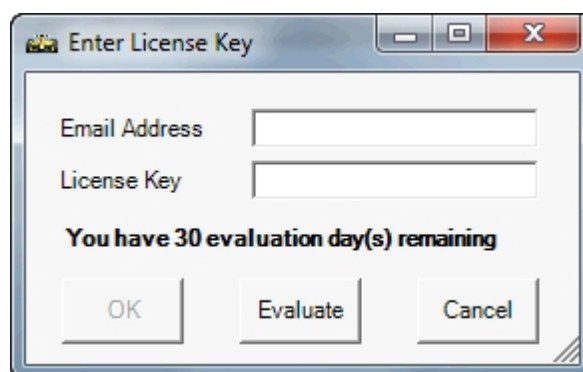 Enter License Key
Email Address
License Key
You have 30 evaluation day(s) remaining
OK Evaluate Cancel